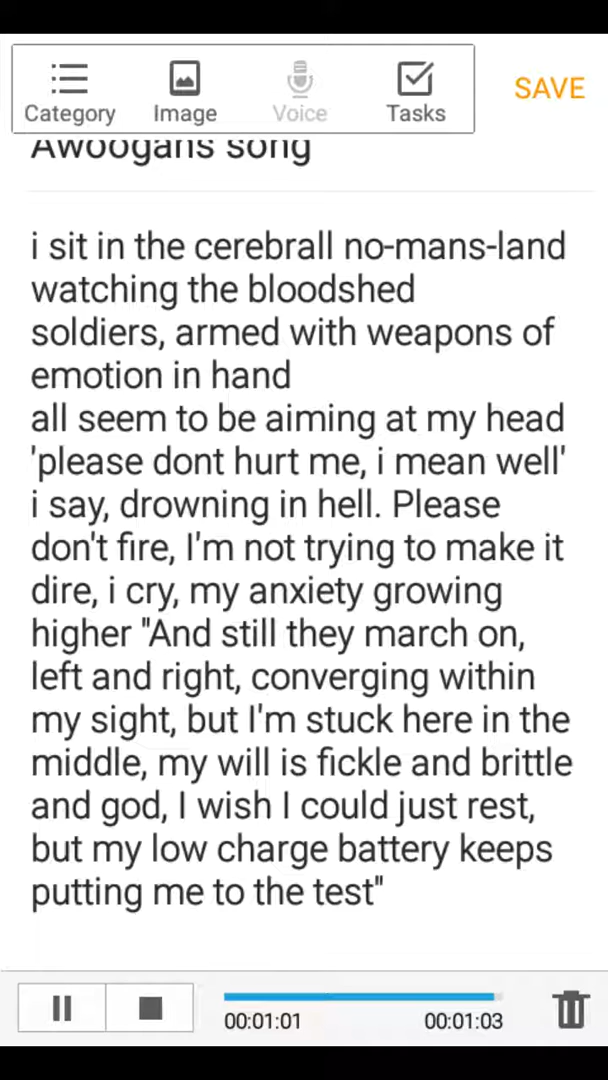 Category Image Voice Tasks SAVE
Awoogans song
i sit in the cerebrall no-mans-land
watching the bloodshed
soldiers, armed with weapons of
emotion in hand
all seem to be aiming at my head
'please dont hurt me, i mean well'
i say, drowning in hell. Please
don't fire, I'm not trying to make it
dire, i cry, my anxiety growing
higher "And still they march on,
left and right, converging within
my sight, but I'm stuck here in the
middle, my will is fickle and brittle
and god, I wish I could just rest,
but my low charge battery keeps
putting me to the test"
00:01:01 00:01:03